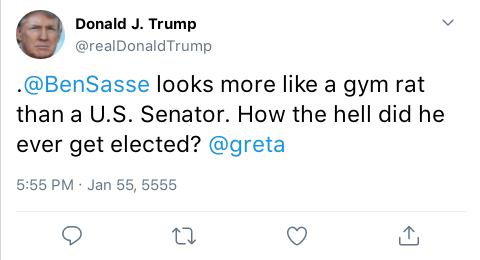 Donald J. Trump
@realDonaldTrump
.@BenSasse looks more like a gym rat
than a U.S. Senator. How the hell did he
ever get elected? @greta
5:55 PM · Jan 55, 5555